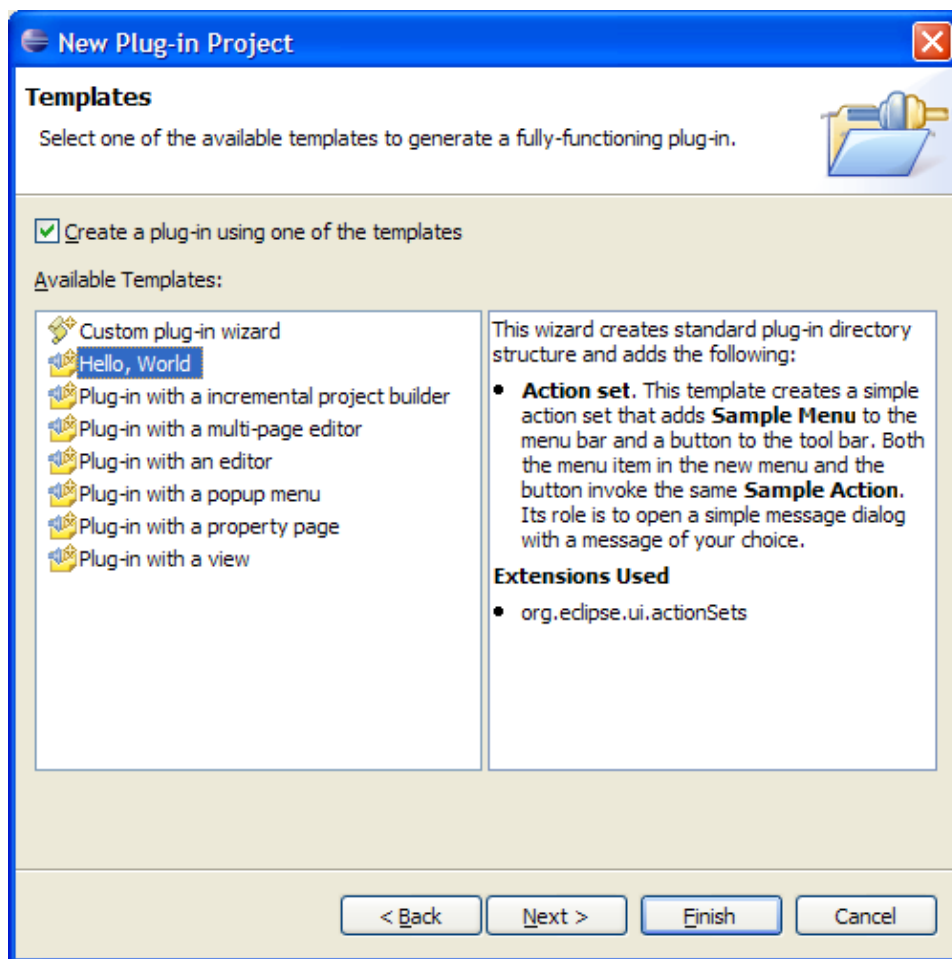 New Plug-in Project
Templates
Select one of the available templates to generate a fully-functioning plug-in.
Create a plug-in using one of the templates
Available Templates:
Custom plug-in wizard
Hello, World
Plug-in with a incremental project builder
Plug-in with a multi-page editor
Plug-in with an editor
Plug-in with a popup menu
Plug-in with a property page
Plug-in with a view
This wizard creates standard plug-in directory
structure and adds the following:
• Action set. This template creates a simple
action set that adds Sample Menu to the
menu bar and a button to the tool bar. Both
the menu item in the new menu and the
button invoke the same Sample Action.
Its role is to open a simple message dialog
with a message of your choice.
Extensions Used
• org.eclipse.ui.actionSets
< Back
Next >
Finish
Cancel